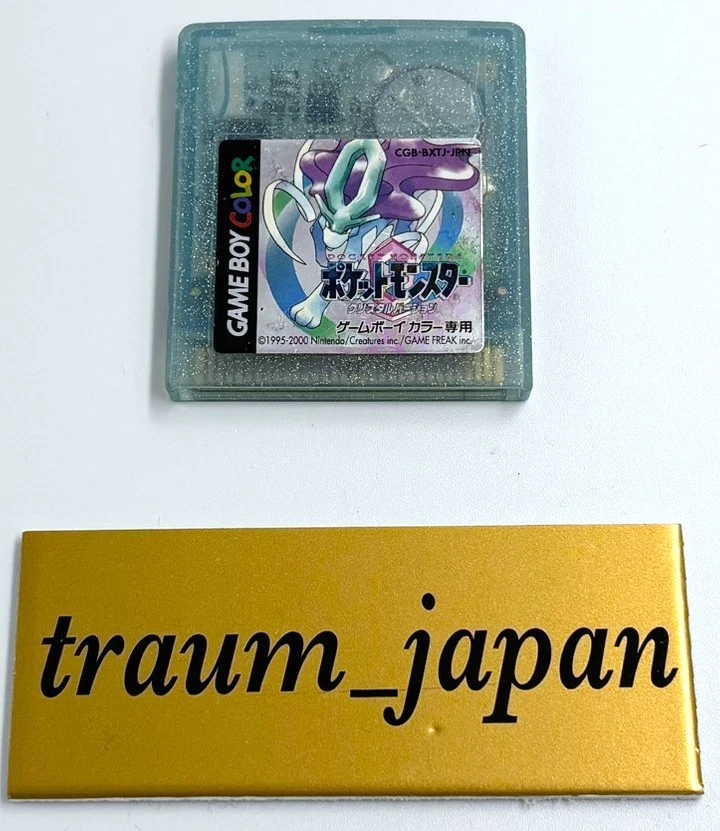 CGB-BXTJ-JPN
GAME BOY COLOR
POCKET MONSTERS
ポケットモンスター
クリスタルバージョン
ゲームボーイカラー専用
©1995-2000 Nintendo/Creatures inc./GAME FREAK inc.
traum_japan